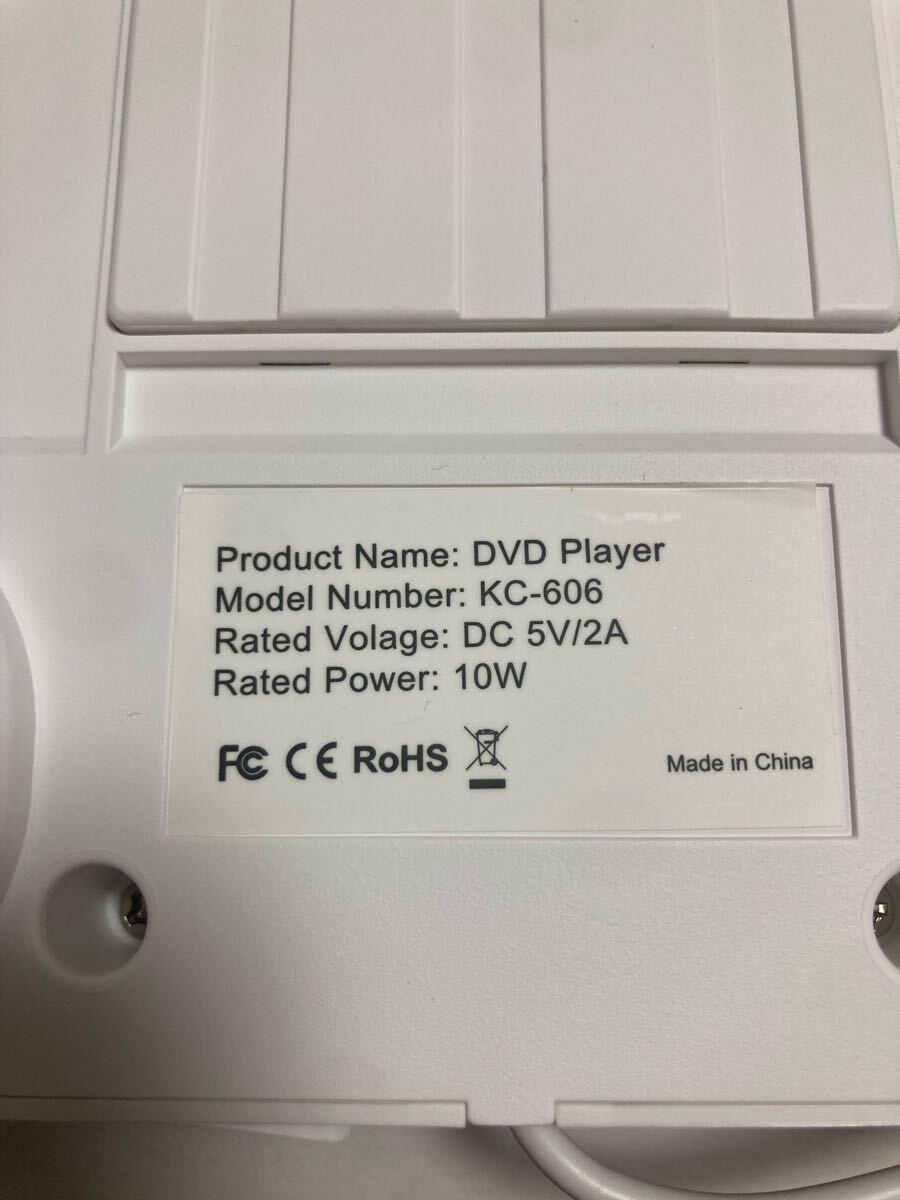 Product Name: DVD Player
Model Number: KC-606
Rated Volage: DC 5V/2A
Rated Power: 10W
FC CE RoHS
Made in China